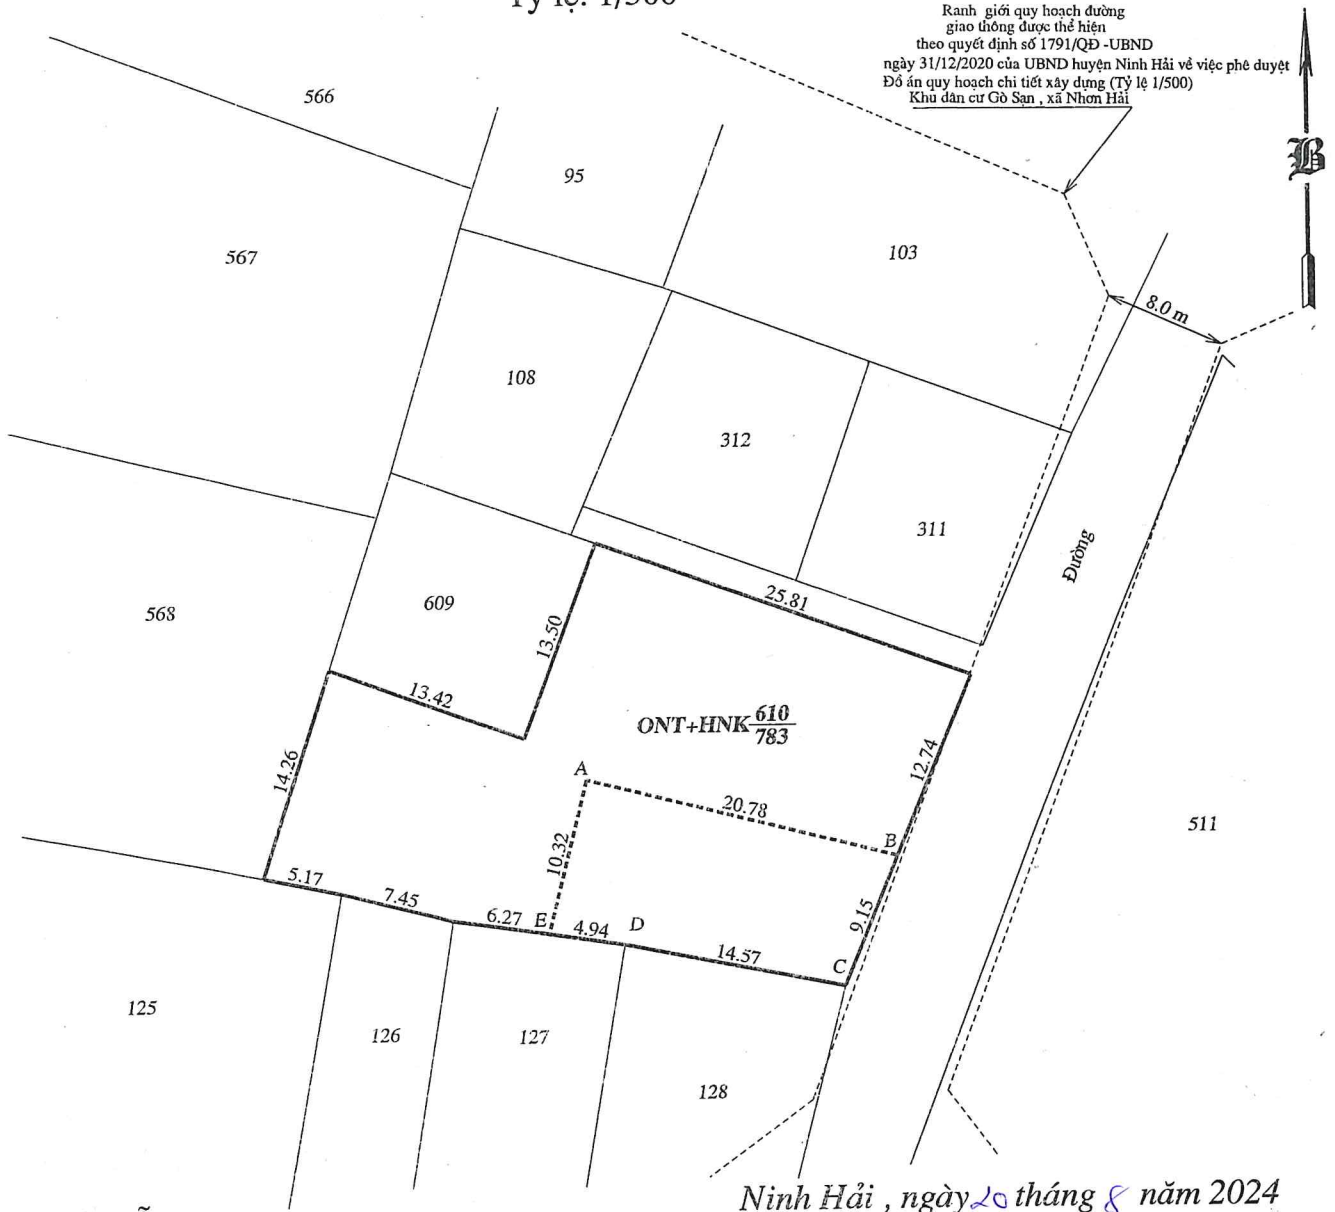 Tỷ lệ: 1/500
Ranh giới quy hoạch đường
giao thông được thể hiện
theo quyết định số 1791/QĐ -UBND
ngày 31/12/2020 của UBND huyện Ninh Hải về việc phê duyệt
Đồ án quy hoạch chi tiết xây dựng (Tỷ lệ 1/500)
Khu dân cư Gò Sạn , xã Nhơn Hải
566
95
B
567
103
8.0 m
108
312
311
Đường
25.81
568
609
13.50
13.42
ONT+HNK 610
783
12.74
14.26
A
20.78
511
B
10.32
5.17
7.45
6.27
E
4.94
D
9.15
14.57
C
125
126
127
128
Ninh Hải , ngày 20 tháng 8 năm 2024